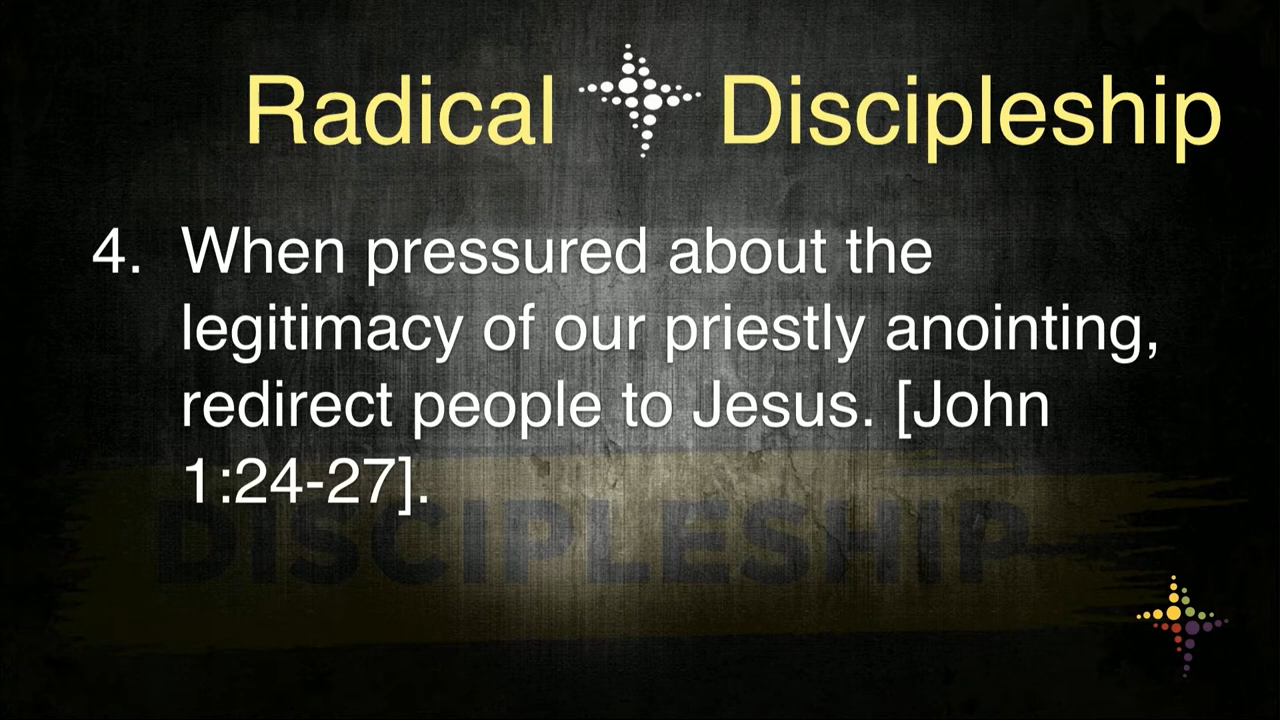 Radical Discipleship
4. When pressured about the
legitimacy of our priestly anointing,
redirect people to Jesus. [John
1:24-27].
DISCIPLESHIP